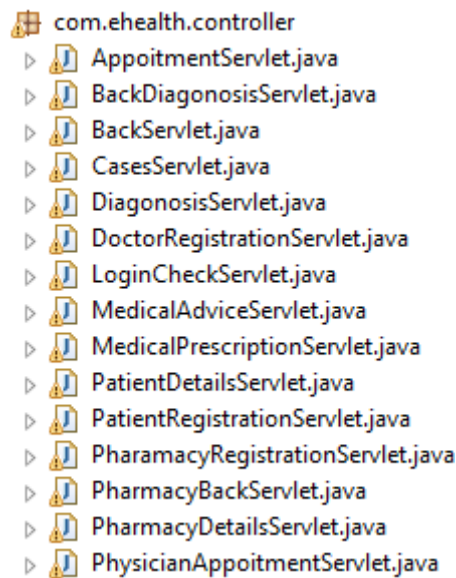 com.ehealth.controller
AppoitmentServlet.java
BackDiagonosisServlet.java
BackServlet.java
CasesServlet.java
DiagonosisServlet.java
DoctorRegistrationServlet.java
LoginCheckServlet.java
MedicalAdviceServlet.java
MedicalPrescriptionServlet.java
PatientDetailsServlet.java
PatientRegistrationServlet.java
PharamacyRegistrationServlet.java
PharmacyBackServlet.java
PharmacyDetailsServlet.java
PhysicianAppoitmentServlet.java